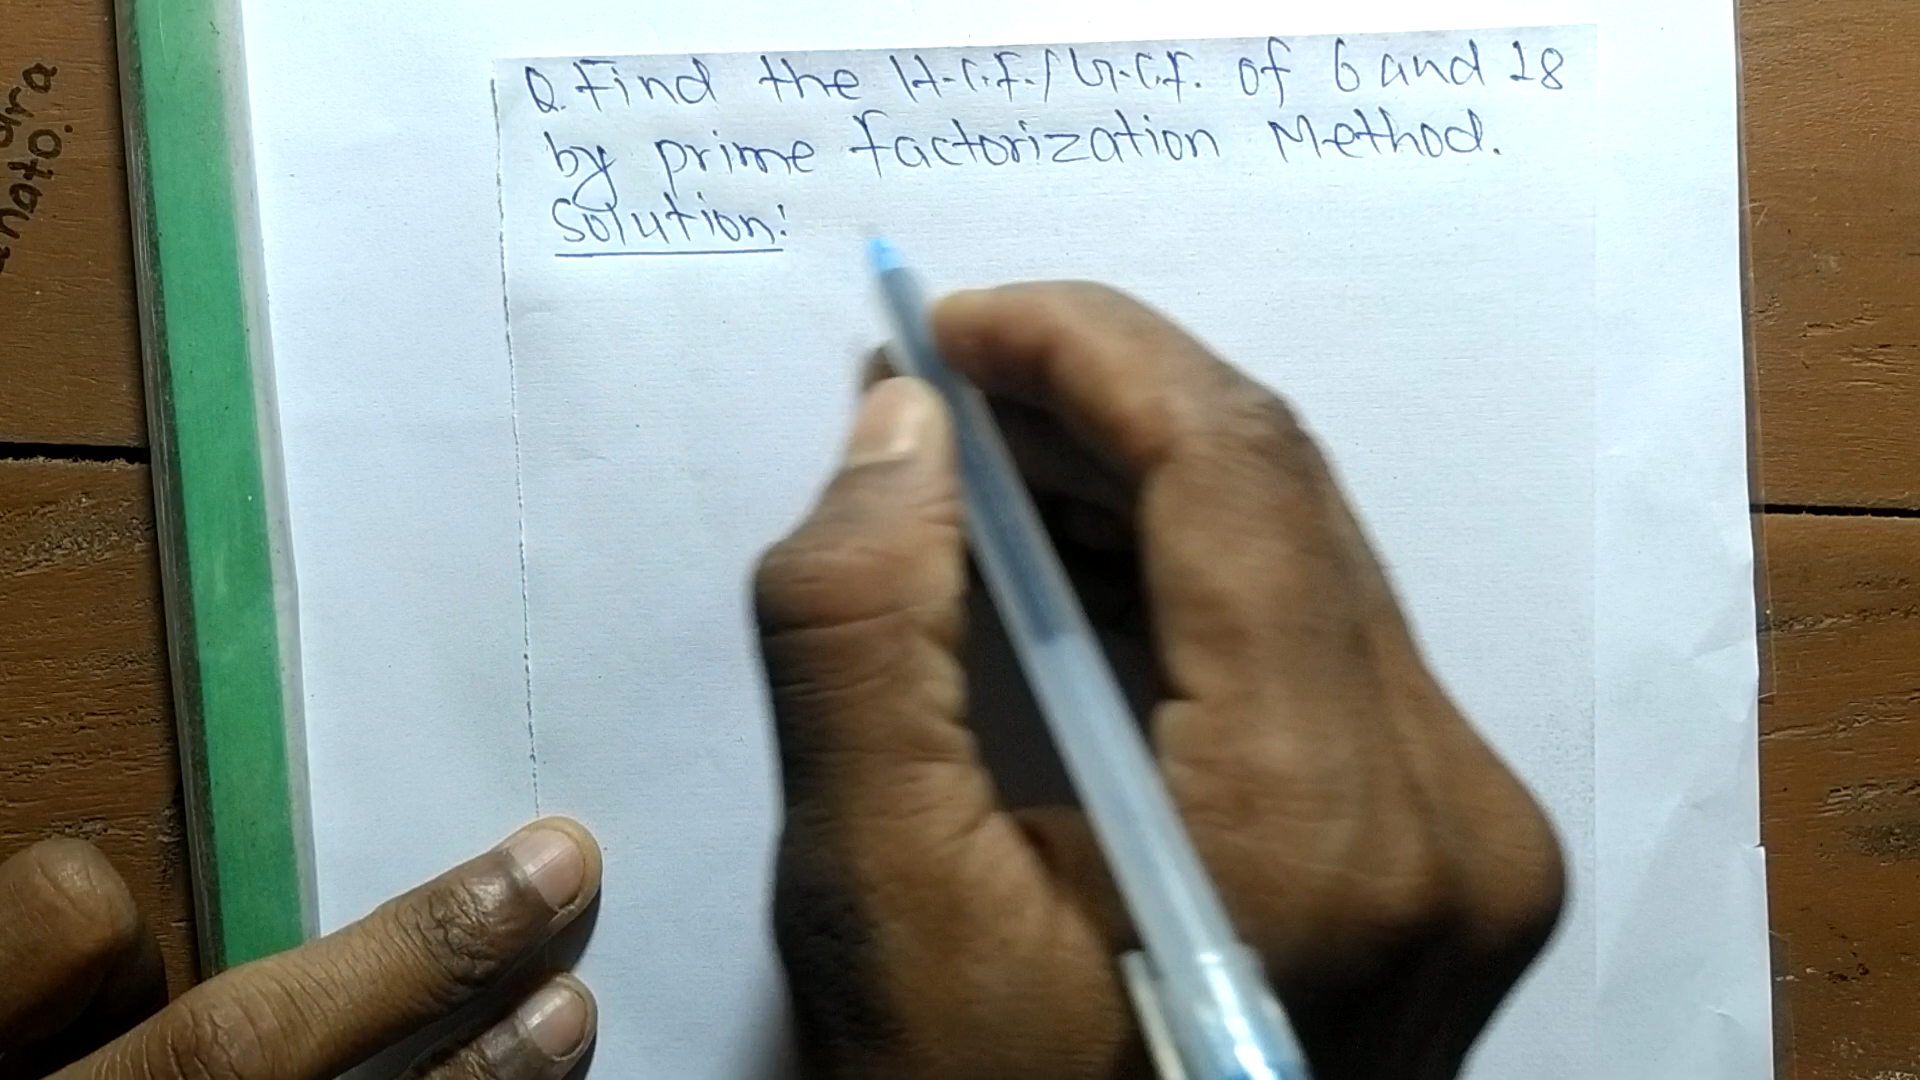 Q. Find the H.C.F./G.C.F. of 6 and 18
by prime factorization Method.
Solution: